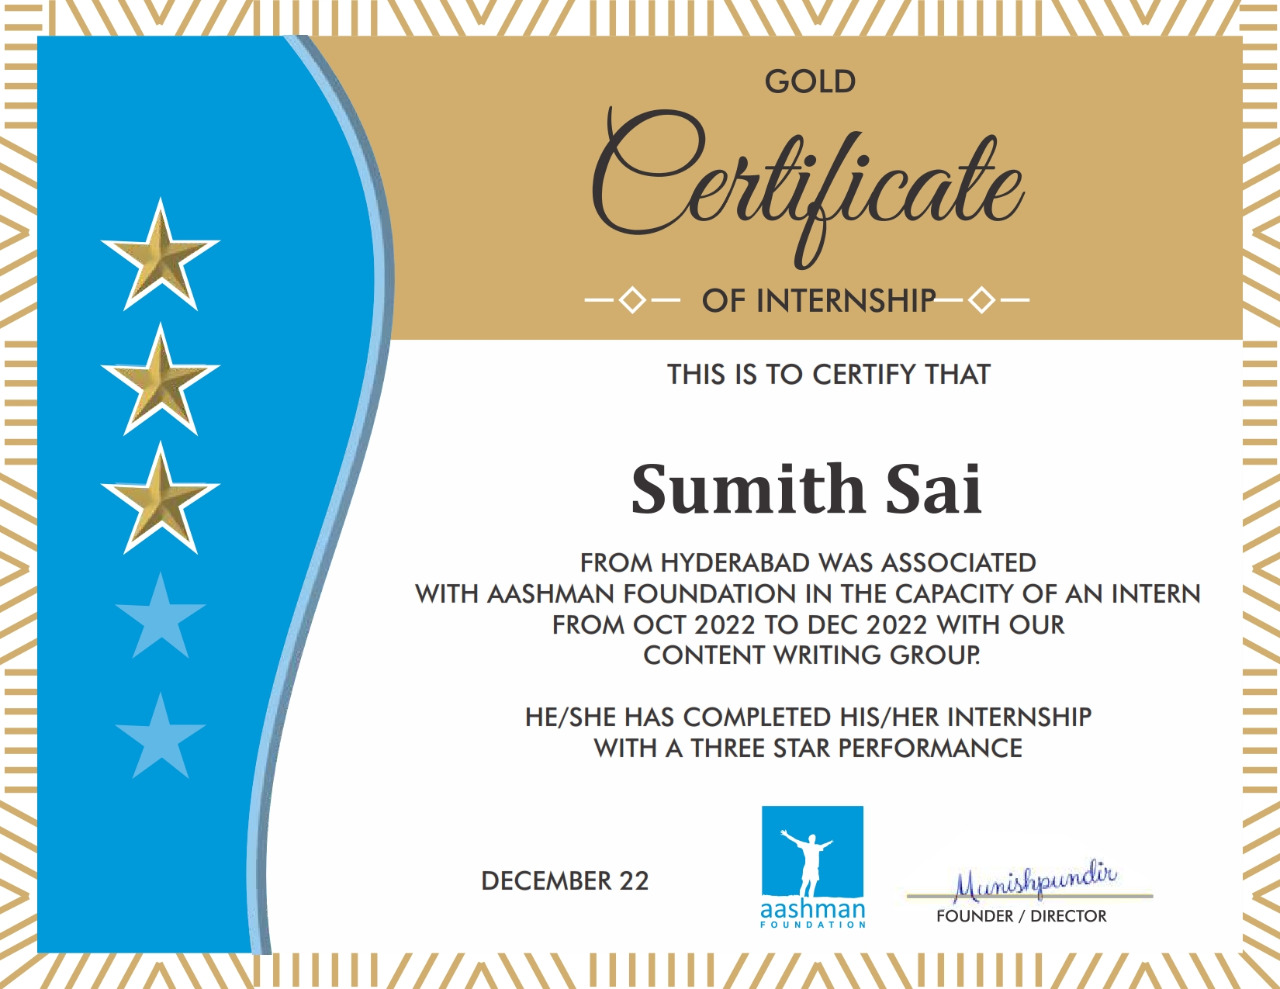 GOLD
Certificate
OF INTERNSHIP
THIS IS TO CERTIFY THAT
Sumith Sai
FROM HYDERABAD WAS ASSOCIATED
WITH AASHMAN FOUNDATION IN THE CAPACITY OF AN INTERN
FROM OCT 2022 TO DEC 2022 WITH OUR
CONTENT WRITING GROUP.
HE/SHE HAS COMPLETED HIS/HER INTERNSHIP
WITH A THREE STAR PERFORMANCE
DECEMBER 22
aashman
FOUNDATION
Munishpundir
FOUNDER / DIRECTOR